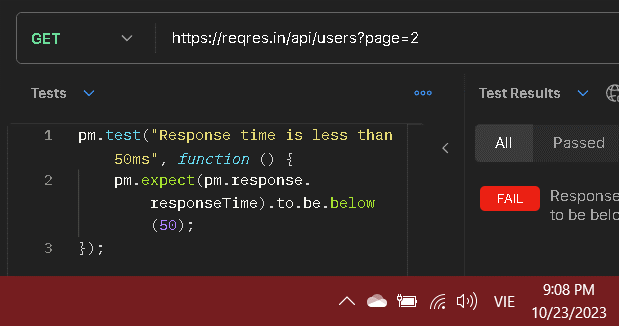 GET https://reqres.in/api/users?page=2
Tests
Test Results
1 pm.test("Response time is less than
50ms", function () {
2 pm.expect(pm.response.
responseTime).to.be.below
(50);
3 });
All Passed
FAIL Response
to be belo
VIE
9:08 PM
10/23/2023